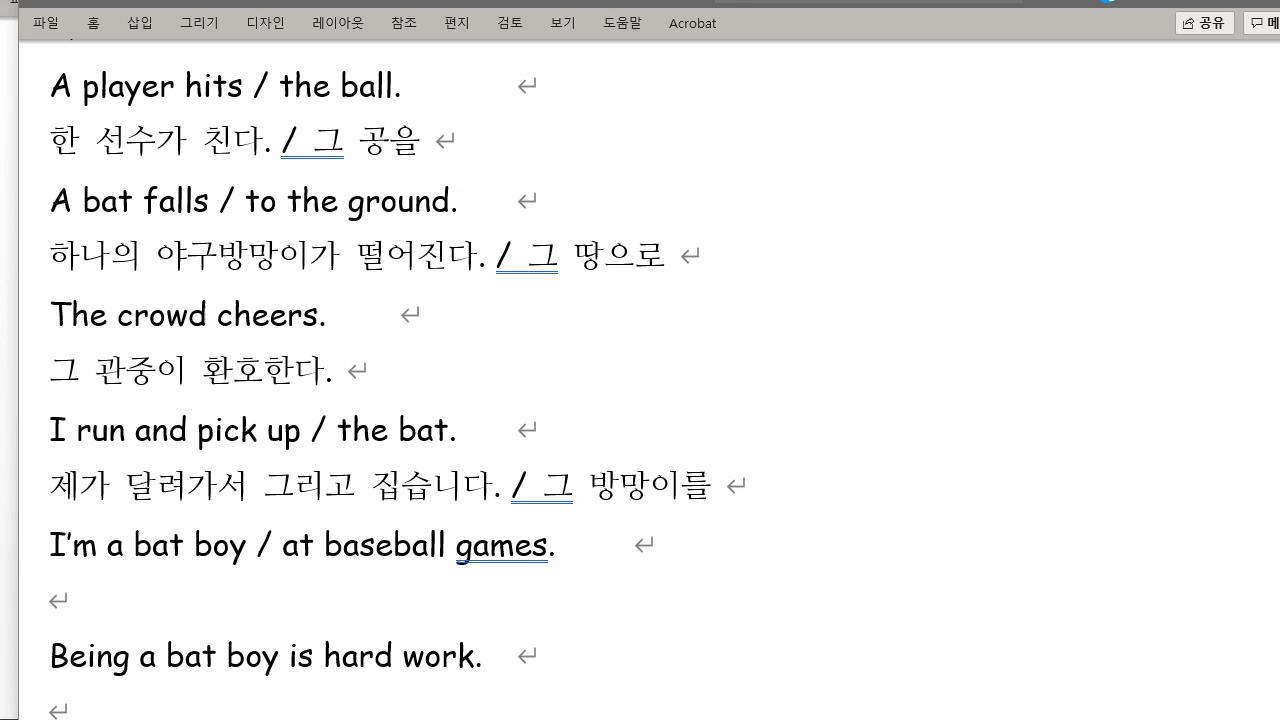 파일 홈 삽입 그리기 디자인 레이아웃 참조 편지 검토 보기 도움말 Acrobat 공유 메
A player hits / the ball.
한 선수가 친다. / 그 공을
A bat falls / to the ground.
하나의 야구방망이가 떨어진다. / 그 땅으로
The crowd cheers.
그 관중이 환호한다.
I run and pick up / the bat.
제가 달려가서 그리고 집습니다. / 그 방망이를
I'm a bat boy / at baseball games.
Being a bat boy is hard work.